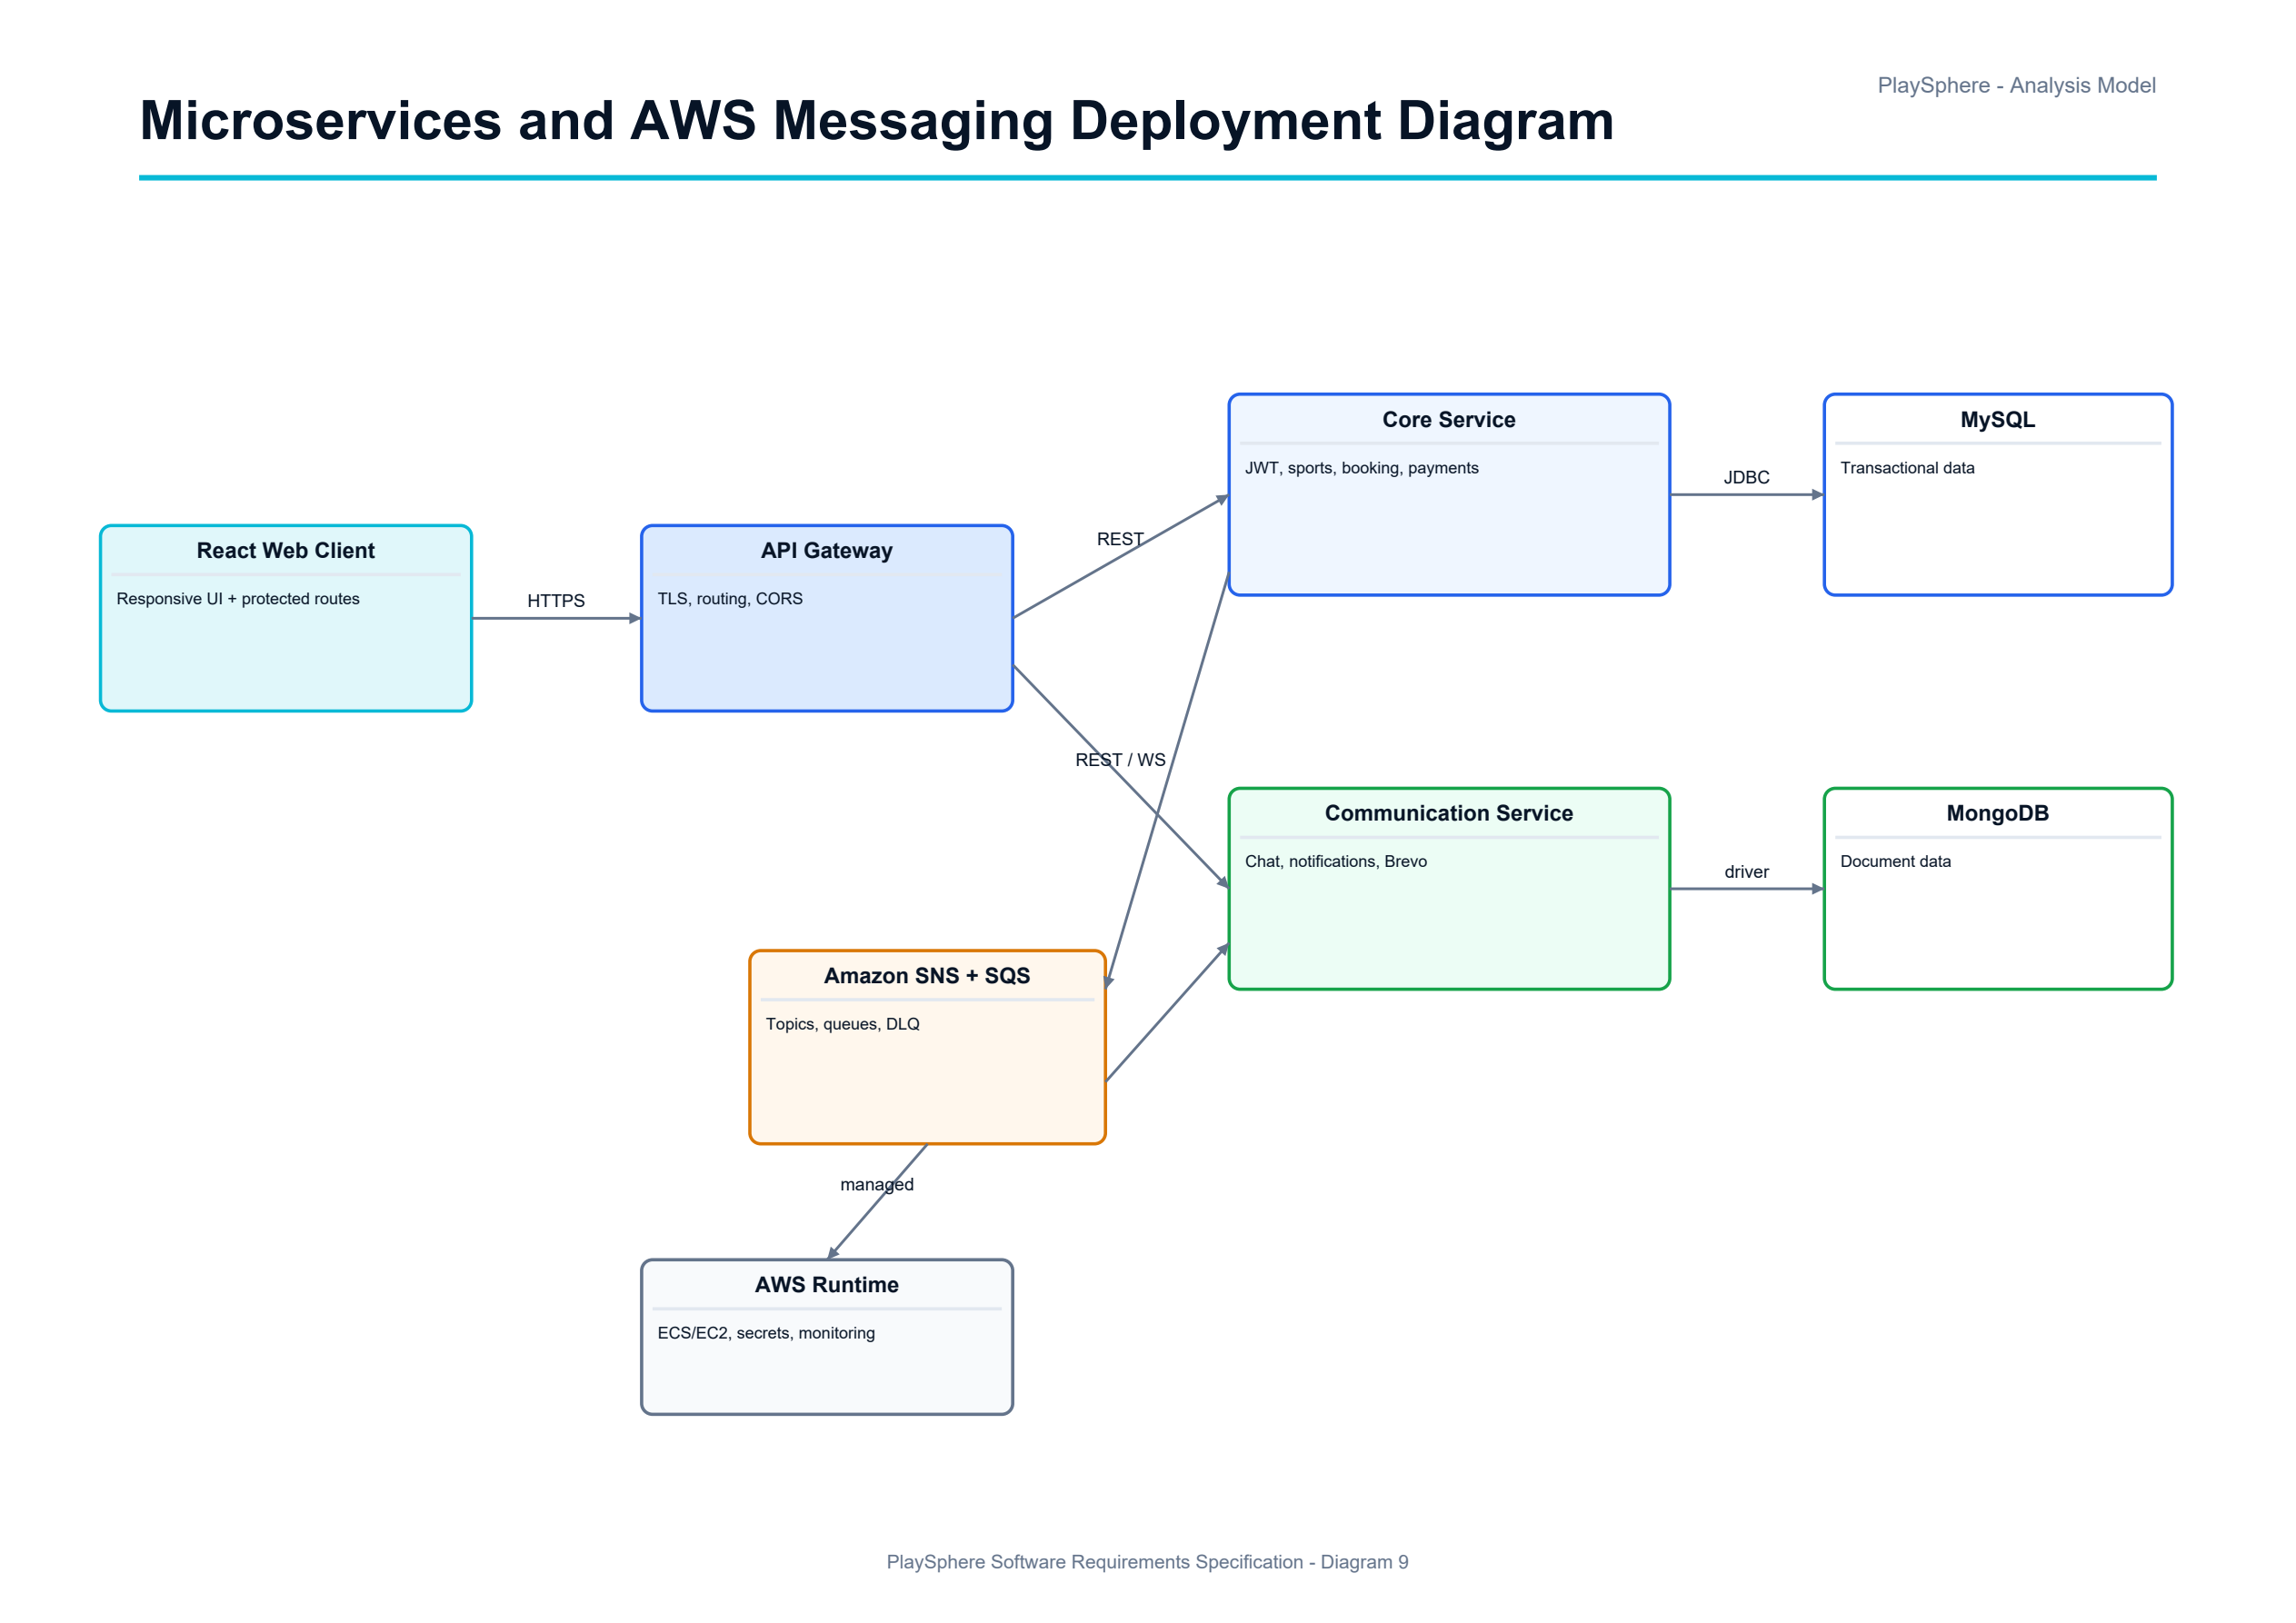 PlaySphere - Analysis Model
Microservices and AWS Messaging Deployment Diagram
Core Service
JWT, sports, booking, payments
MySQL
Transactional data
JDBC
React Web Client
Responsive UI + protected routes
HTTPS
API Gateway
TLS, routing, CORS
REST
REST / WS
Communication Service
Chat, notifications, Brevo
driver
MongoDB
Document data
Amazon SNS + SQS
Topics, queues, DLQ
managed
AWS Runtime
ECS/EC2, secrets, monitoring
PlaySphere Software Requirements Specification - Diagram 9